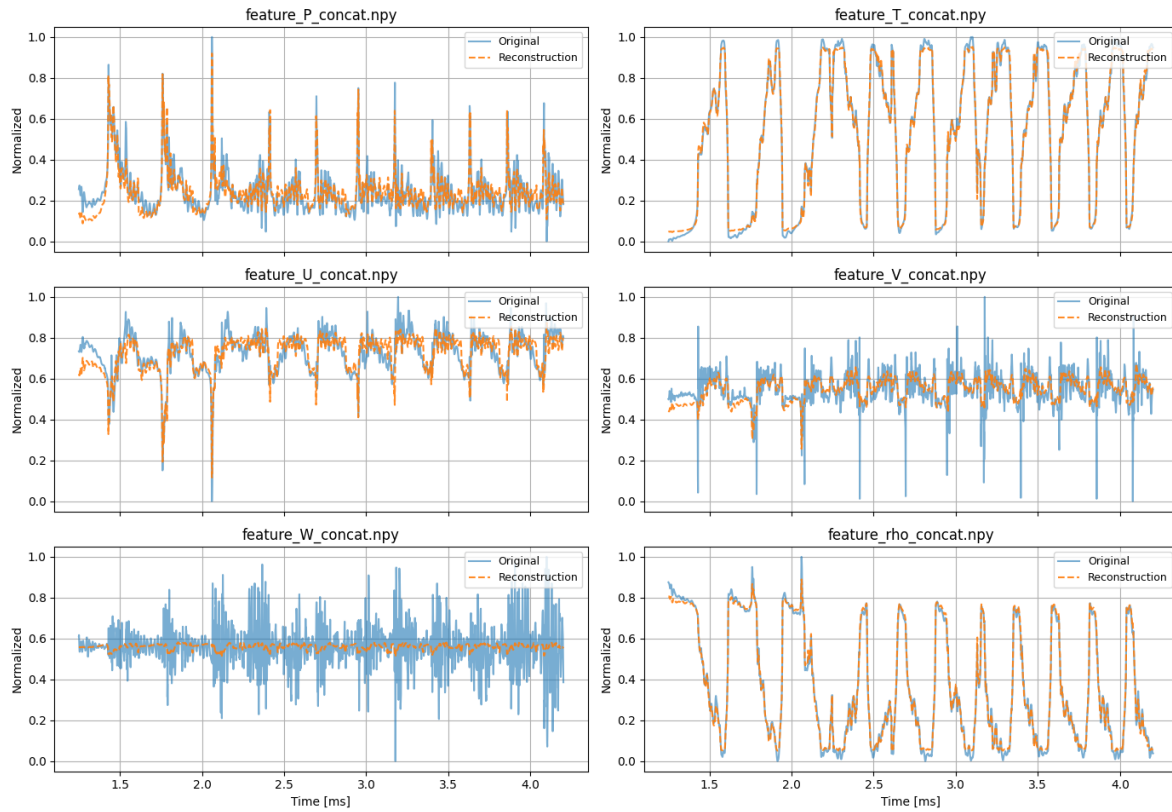 feature_P_concat.npy
Normalized
1.0
0.8
0.6
0.4
0.2
0.0
Original
Reconstruction
feature_T_concat.npy
Normalized
1.0
0.8
0.6
0.4
0.2
0.0
Original
Reconstruction
feature_U_concat.npy
Normalized
1.0
0.8
0.6
0.4
0.2
0.0
Original
Reconstruction
feature_V_concat.npy
Normalized
1.0
0.8
0.6
0.4
0.2
0.0
Original
Reconstruction
feature_W_concat.npy
Normalized
1.0
0.8
0.6
0.4
0.2
0.0
Original
Reconstruction
1.5 2.0 2.5 3.0 3.5 4.0
Time [ms]
feature_rho_concat.npy
Normalized
1.0
0.8
0.6
0.4
0.2
0.0
Original
Reconstruction
1.5 2.0 2.5 3.0 3.5 4.0
Time [ms]